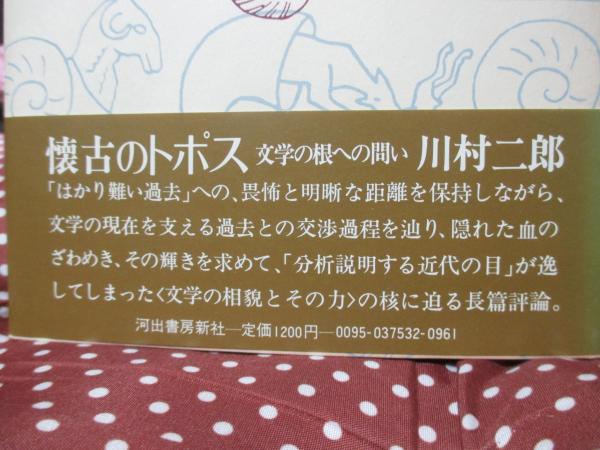 懐古のトポス 文学の根への問い 川村二郎
「はかり難い過去」への、畏怖と明晰な距離を保持しながら、
文学の現在を支える過去との交渉過程を辿り、隠れた血の
ざわめき、その輝きを求めて、「分析説明する近代の目」が逸
してしまった〈文学の相貌とその力〉の核に迫る長篇評論。
河出書房新社―定価1200円―0095-037532-0961